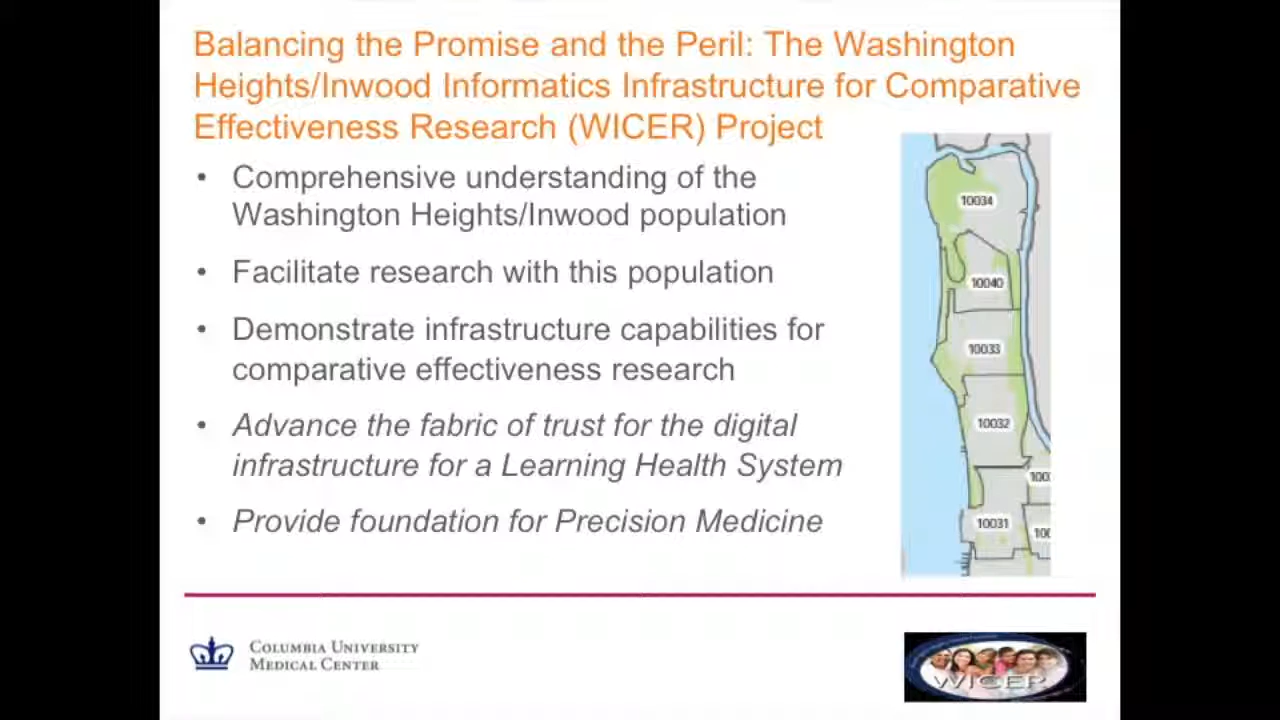 Balancing the Promise and the Peril: The Washington
Heights/Inwood Informatics Infrastructure for Comparative
Effectiveness Research (WICER) Project
• Comprehensive understanding of the
Washington Heights/Inwood population
• Facilitate research with this population
• Demonstrate infrastructure capabilities for
comparative effectiveness research
• Advance the fabric of trust for the digital
infrastructure for a Learning Health System
• Provide foundation for Precision Medicine
10034
10040
10033
10032
10031
COLUMBIA UNIVERSITY
MEDICAL CENTER
WICER